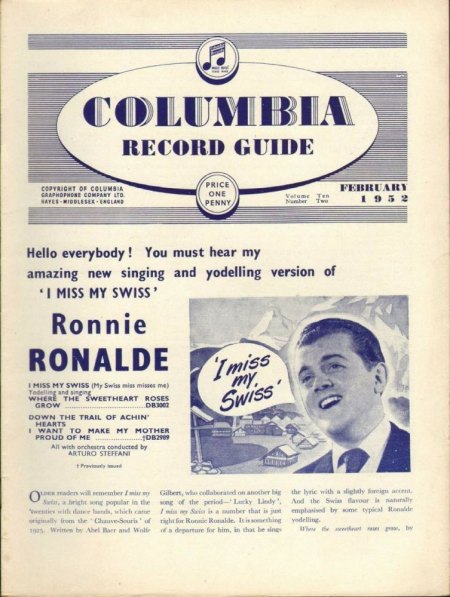 COLUMBIA
RECORD GUIDE
COPYRIGHT OF COLUMBIA
GRAPHOPHONE COMPANY LTD.
HAYES · MIDDLESEX · ENGLAND
PRICE
ONE
PENNY
Volume Ten
Number Two
FEBRUARY
1952
Hello everybody! You must hear my
amazing new singing and yodelling version of
'I MISS MY SWISS'
Ronnie
RONALDE
I MISS MY SWISS (My Swiss miss misses me)
Yodelling and singing
WHERE THE SWEETHEART ROSES
GROW ..............................DB3002
DOWN THE TRAIL OF ACHIN'
HEARTS
I WANT TO MAKE MY MOTHER
PROUD OF ME ..................†DB2989
All with orchestra conducted by
ARTURO STEFFANI
† Previously issued
'I miss
my
Swiss'
OLDER readers will remember I miss my
Swiss, a bright song popular in the
'twenties with dance bands, which came
originally from the 'Chauve-Souris' of
1925. Written by Abel Baer and Wolfe
Gilbert, who collaborated on another big
song of the period—'Lucky Lindy',
I miss my Swiss is a number that is just
right for Ronnie Ronalde. It is something
of a departure for him, in that he sings
the lyric with a slightly foreign accent.
And the Swiss flavour is naturally
emphasised by some typical Ronalde
yodelling.
Where the sweetheart roses grow, by